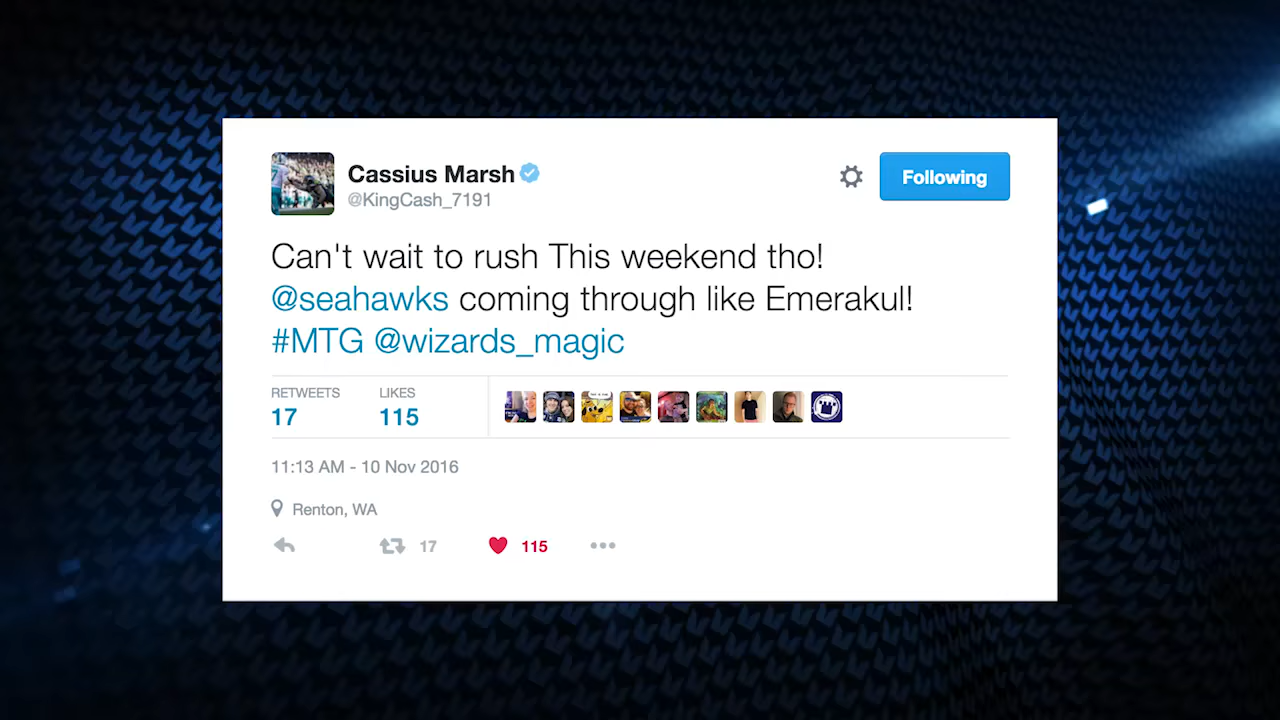 Cassius Marsh
@KingCash_7191
Following
Can't wait to rush This weekend tho!
@seahawks coming through like Emerakul!
#MTG @wizards_magic
RETWEETS LIKES
17 115
11:13 AM - 10 Nov 2016
Renton, WA
17 115